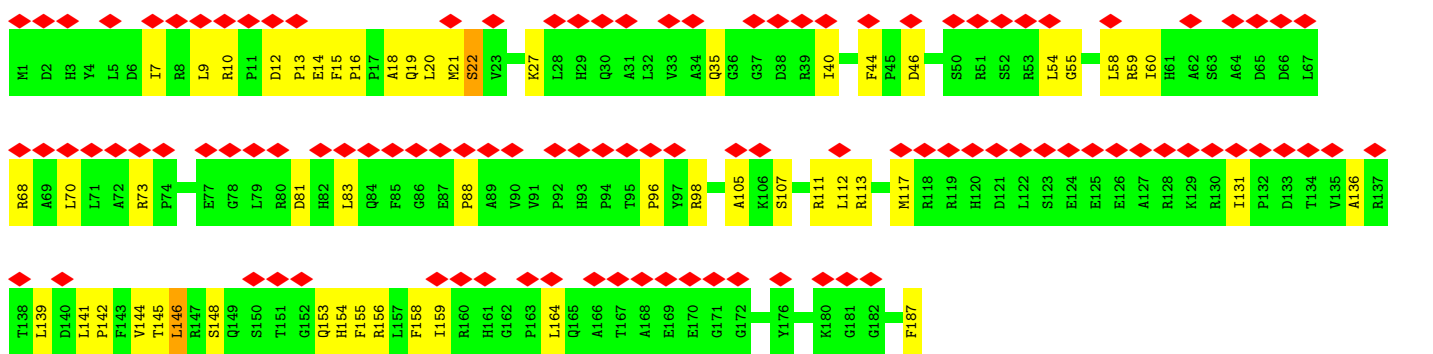 M1 D2 H3 Y4 L5 D6 I7 R8 L9 R10 P11 D12 P13 E14 F15 P16 P17 A18 Q19 L20 M21 S22 V23 K27 L28 H29 Q30 A31 L32 V33 A34 Q35 G36 G37 D38 R39 I40 F44 P45 D46 S50 R51 S52 R53 L54 G55 L58 R59 I60 H61 A62 S63 A64 D65 D66 L67
R68 A69 L70 L71 A72 R73 P74 E77 G78 L79 R80 D81 H82 L83 Q84 F85 G86 E87 P88 A89 V90 V91 P92 H93 P94 T95 P96 Y97 R98 A105 K106 S107 R111 L112 R113 M117 R118 R119 H120 D121 L122 S123 E124 E125 E126 A127 R128 K129 R130 I131 P132 D133 T134 V135 A136 R137
T138 L139 D140 L141 P142 F143 V144 T145 L146 R147 S148 Q149 S150 T151 G152 Q153 H154 F155 R156 L157 F158 I159 R160 H161 G162 P163 L164 Q165 A166 T167 A168 E169 E170 G171 G172 Y176 K180 G181 G182 F187